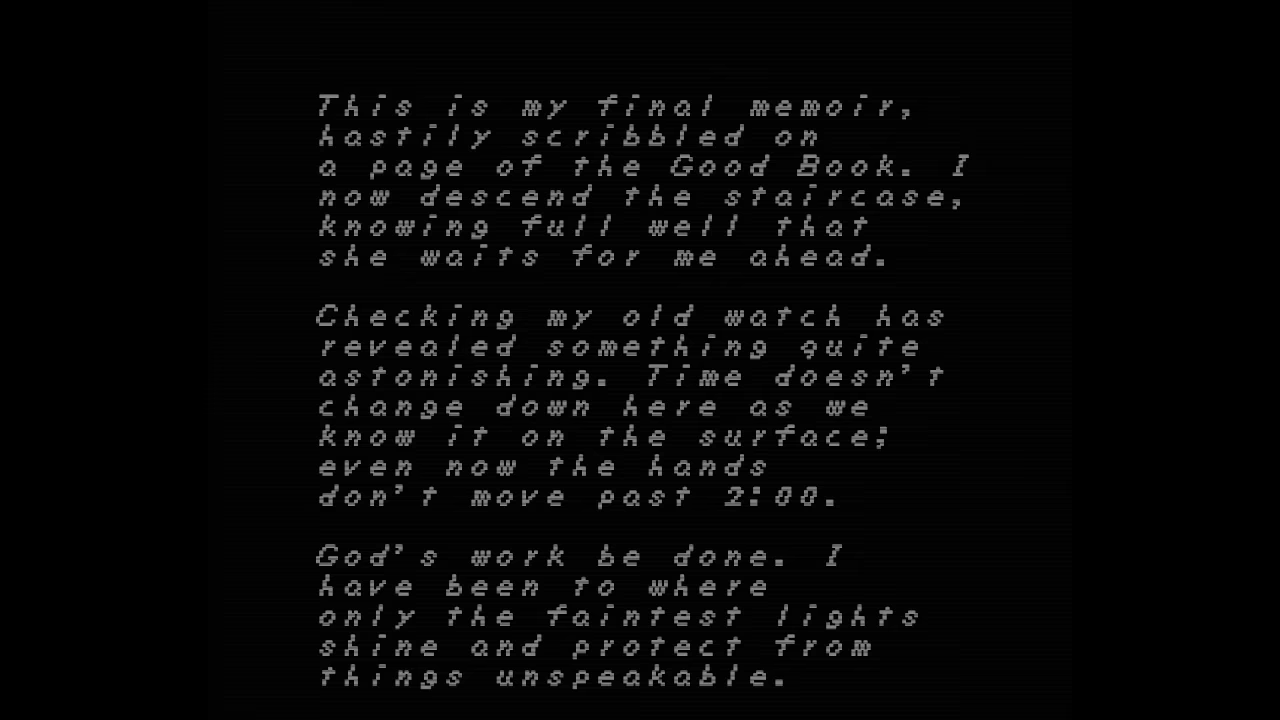 This is my final memoir,
hastily scribbled on
a page of the Good Book. I
now descend the staircase,
knowing full well that
she waits for me ahead.
Checking my old watch has
revealed something quite
astonishing. Time doesn't
change down here as we
know it on the surface;
even now the hands
don't move past 2:00.
God's work be done. I
have been to where
only the faintest lights
shine and protect from
things unspeakable.